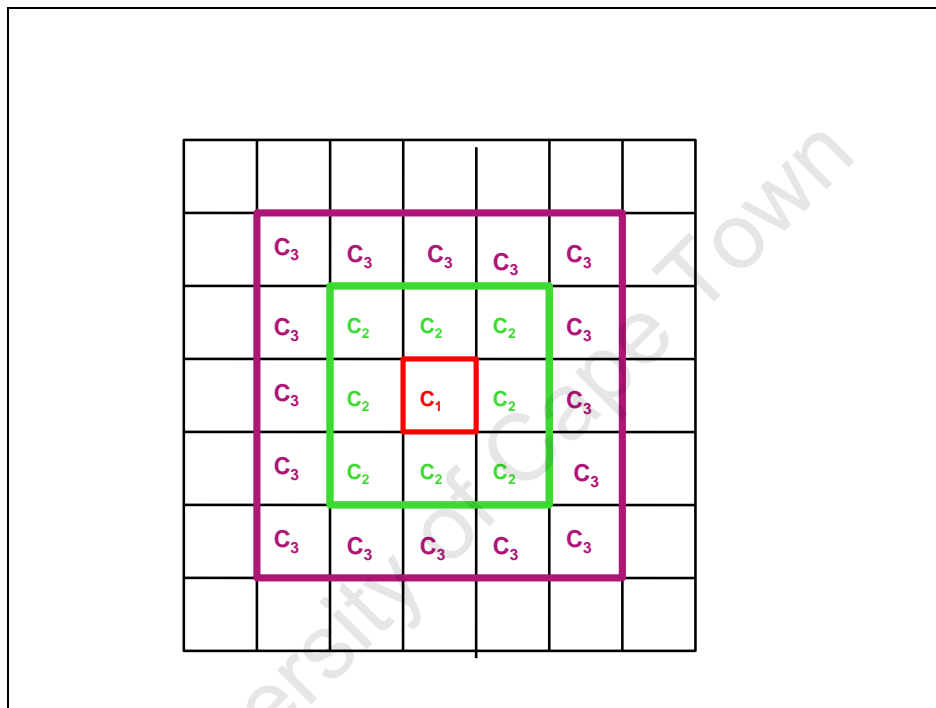 C₃ C₃ C₃ C₃ C₃
C₃ C₂ C₂ C₂ C₃
C₃ C₂ C₁ C₂ C₃
C₃ C₂ C₂ C₂ C₃
C₃ C₃ C₃ C₃ C₃
ersity of Cape Town